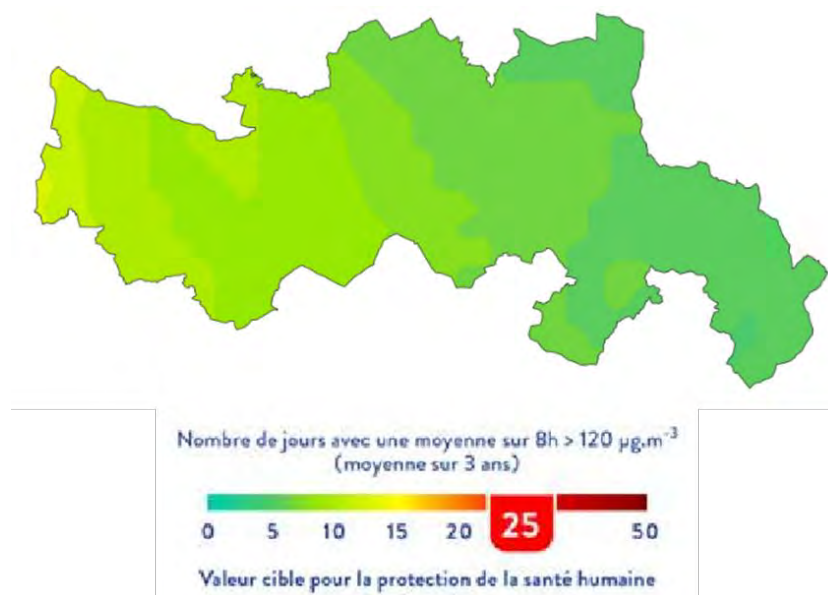 Nombre de jours avec une moyenne sur 8h > 120 µg.m⁻³
(moyenne sur 3 ans)
0 5 10 15 20 25 50
Valeur cible pour la protection de la santé humaine